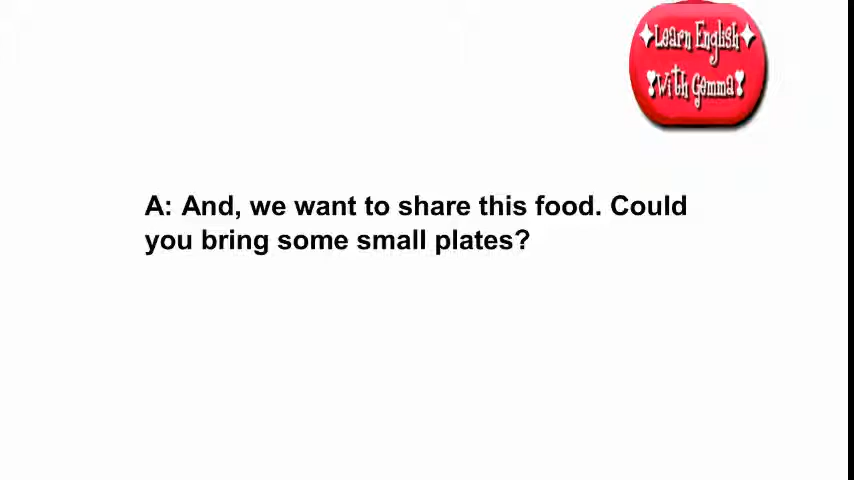 ✦Learn English✦
❣With Gemma❣
A: And, we want to share this food. Could
you bring some small plates?